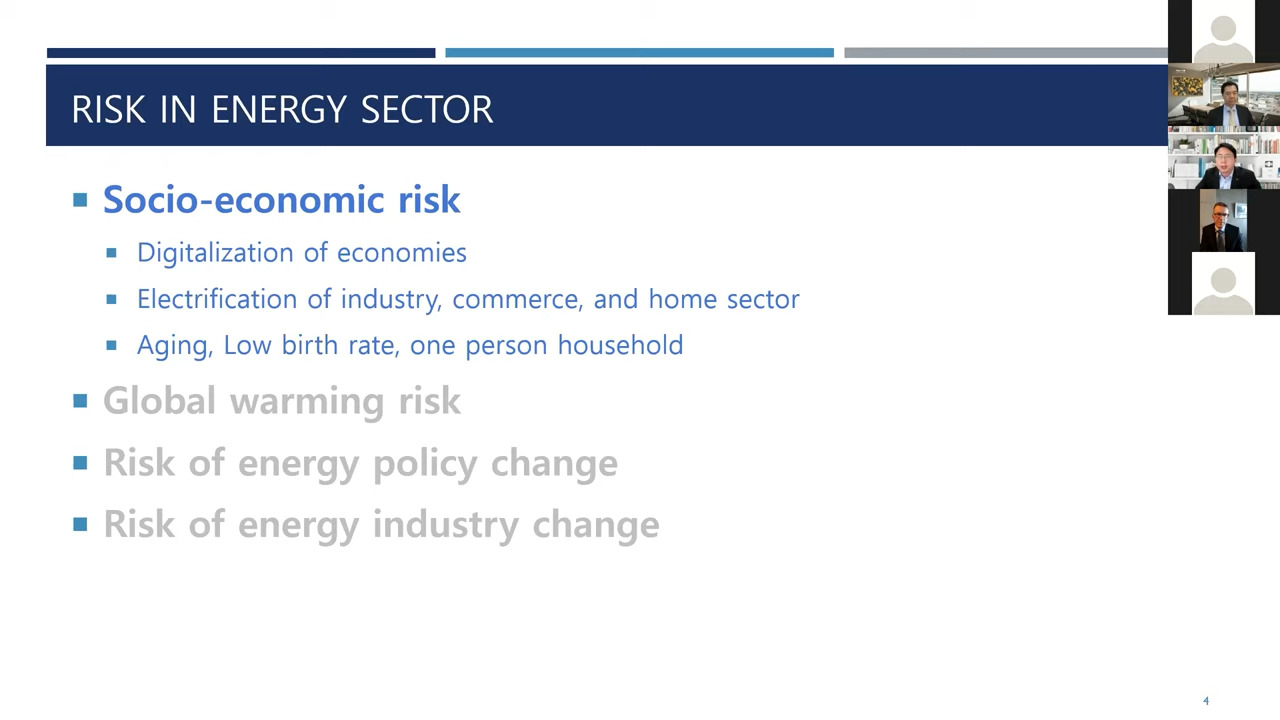 RISK IN ENERGY SECTOR
Socio-economic risk
Digitalization of economies
Electrification of industry, commerce, and home sector
Aging, Low birth rate, one person household
Global warming risk
Risk of energy policy change
Risk of energy industry change
4